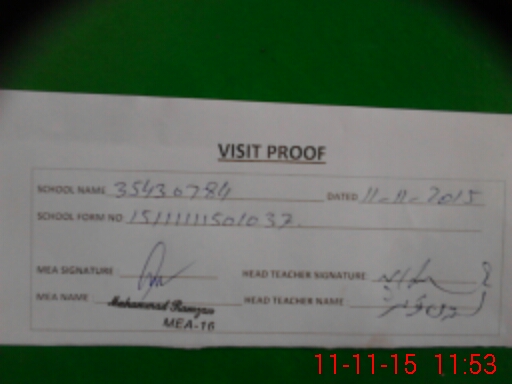 VISIT PROOF
SCHOOL NAME 35430784 DATED 11-11-2015
SCHOOL FORM NO 1511111501037
MEA SIGNATURE HEAD TEACHER SIGNATURE
MEA NAME Muhammad Ramzan HEAD TEACHER NAME
MEA-16
11-11-15 11:53